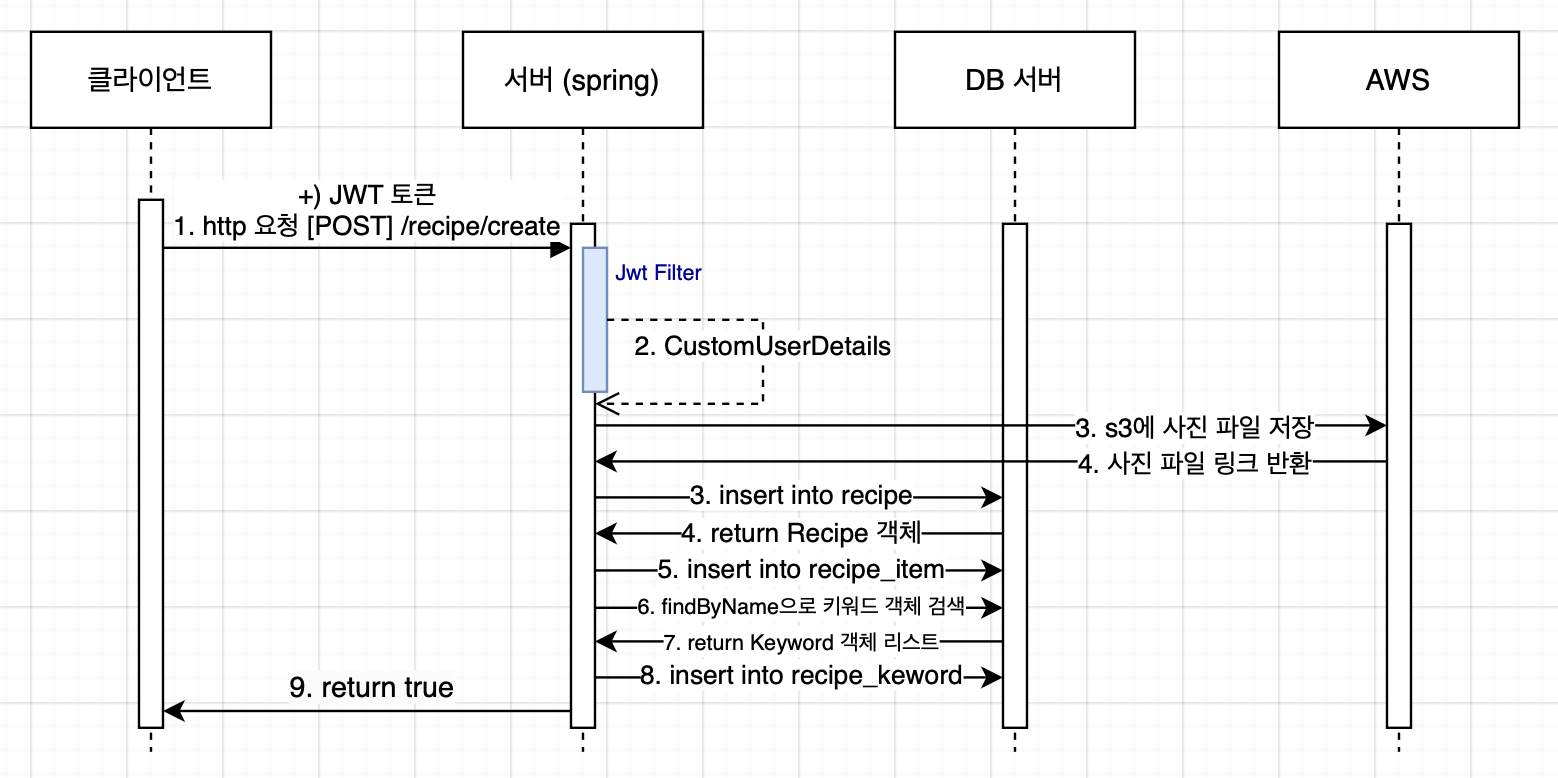 클라이언트
서버 (spring)
DB 서버
AWS
+) JWT 토큰
1. http 요청 [POST] /recipe/create
Jwt Filter
2. CustomUserDetails
3. s3에 사진 파일 저장
4. 사진 파일 링크 반환
3. insert into recipe
4. return Recipe 객체
5. insert into recipe_item
6. findByName으로 키워드 객체 검색
7. return Keyword 객체 리스트
8. insert into recipe_keword
9. return true